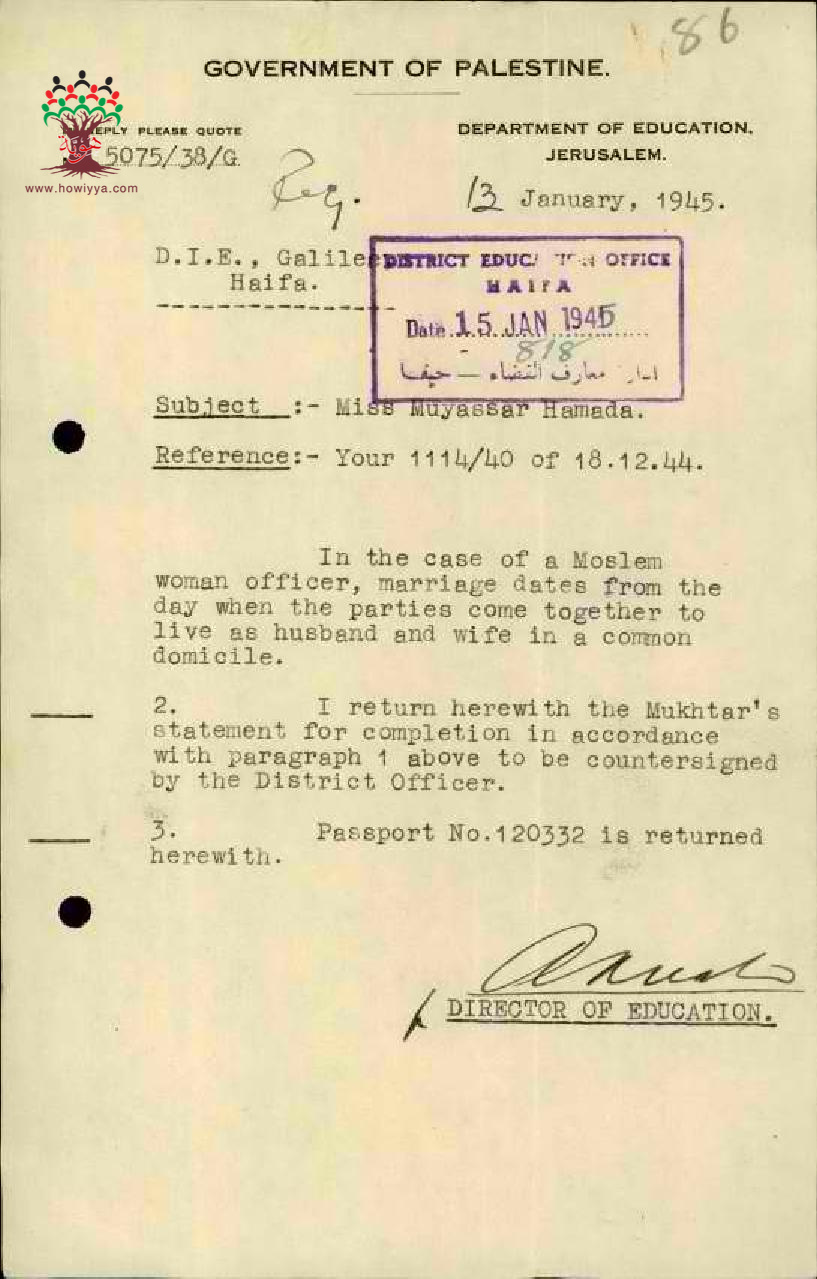 86
GOVERNMENT OF PALESTINE.
EPLY PLEASE QUOTE
DEPARTMENT OF EDUCATION,
5075/38/G.
JERUSALEM.
www.howiyya.com
Reg.
13 January, 1945.
D.I.E., Galilee
DISTRICT EDUC OFFICE
Haifa.
HAIFA
Date 15 JAN 1945
818
معارف القضاء — حيفا
Subject :- Miss Muyassar Hamada.
Reference:- Your 1114/40 of 18.12.44.
In the case of a Moslem
woman officer, marriage dates from the
day when the parties come together to
live as husband and wife in a common
domicile.
2. I return herewith the Mukhtar's
statement for completion in accordance
with paragraph 1 above to be countersigned
by the District Officer.
3. Passport No.120332 is returned
herewith.
DIRECTOR OF EDUCATION.